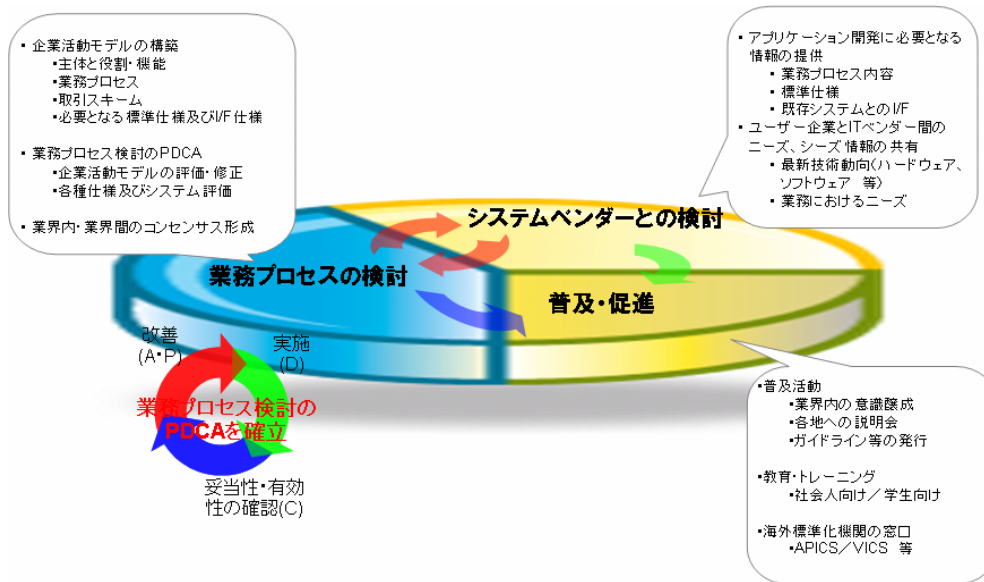 ・企業活動モデルの構築
・主体と役割・機能
・業務プロセス
・取引スキーム
・必要となる標準仕様及びI/F仕様
・業務プロセス検討のPDCA
・企業活動モデルの評価・修正
・各種仕様及びシステム評価
・業界内・業界間のコンセンサス形成
・アプリケーション開発に必要となる
情報の提供
・業務プロセス内容
・標準仕様
・既存システムとのI/F
・ユーザー企業とITベンダー間の
ニーズ、シーズ情報の共有
・最新技術動向(ハードウェア、
ソフトウェア 等)
・業務におけるニーズ
システムベンダーとの検討
業務プロセスの検討
普及・促進
改善
(A・P)
実施
(D)
業務プロセス検討の
PDCAを確立
妥当性・有効
性の確認(C)
・普及活動
・業界内の意識醸成
・各地への説明会
・ガイドライン等の発行
・教育・トレーニング
・社会人向け／学生向け
・海外標準化機関の窓口
・APICS／VICS 等